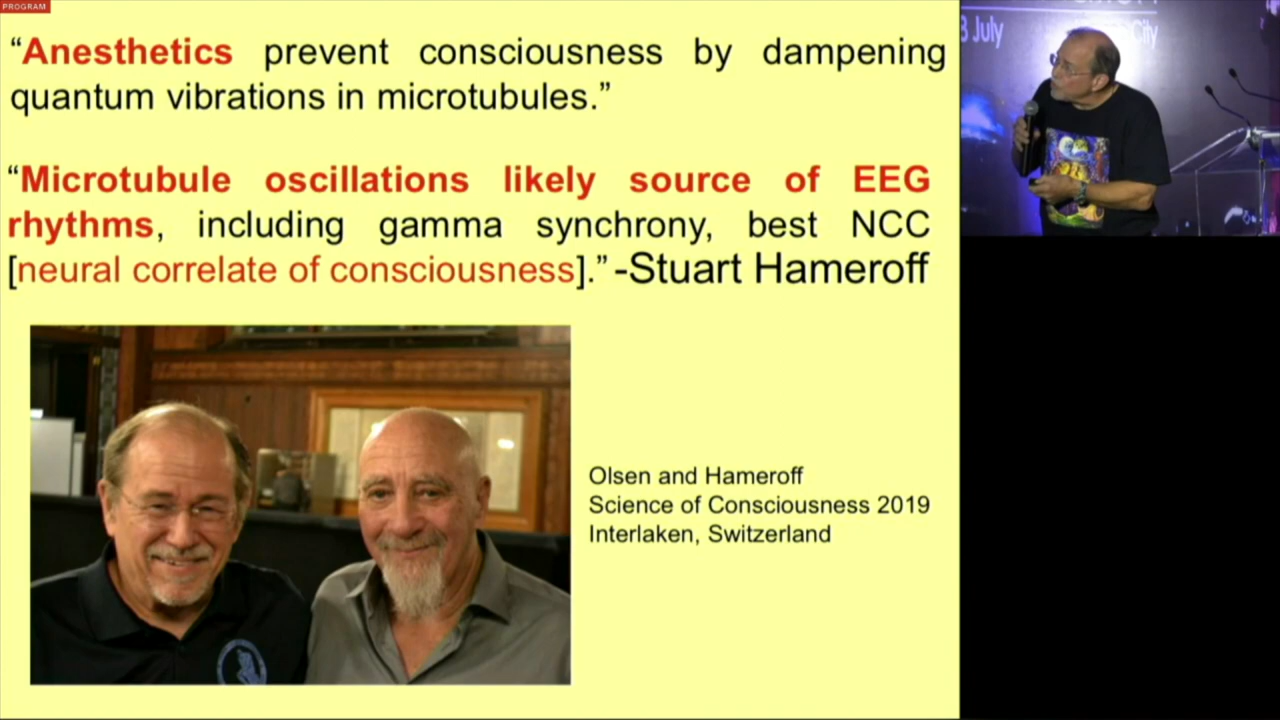 PROGRAM
“Anesthetics prevent consciousness by dampening
quantum vibrations in microtubules.”
“Microtubule oscillations likely source of EEG
rhythms, including gamma synchrony, best NCC
[neural correlate of consciousness].” -Stuart Hameroff
Olsen and Hameroff
Science of Consciousness 2019
Interlaken, Switzerland
July
City